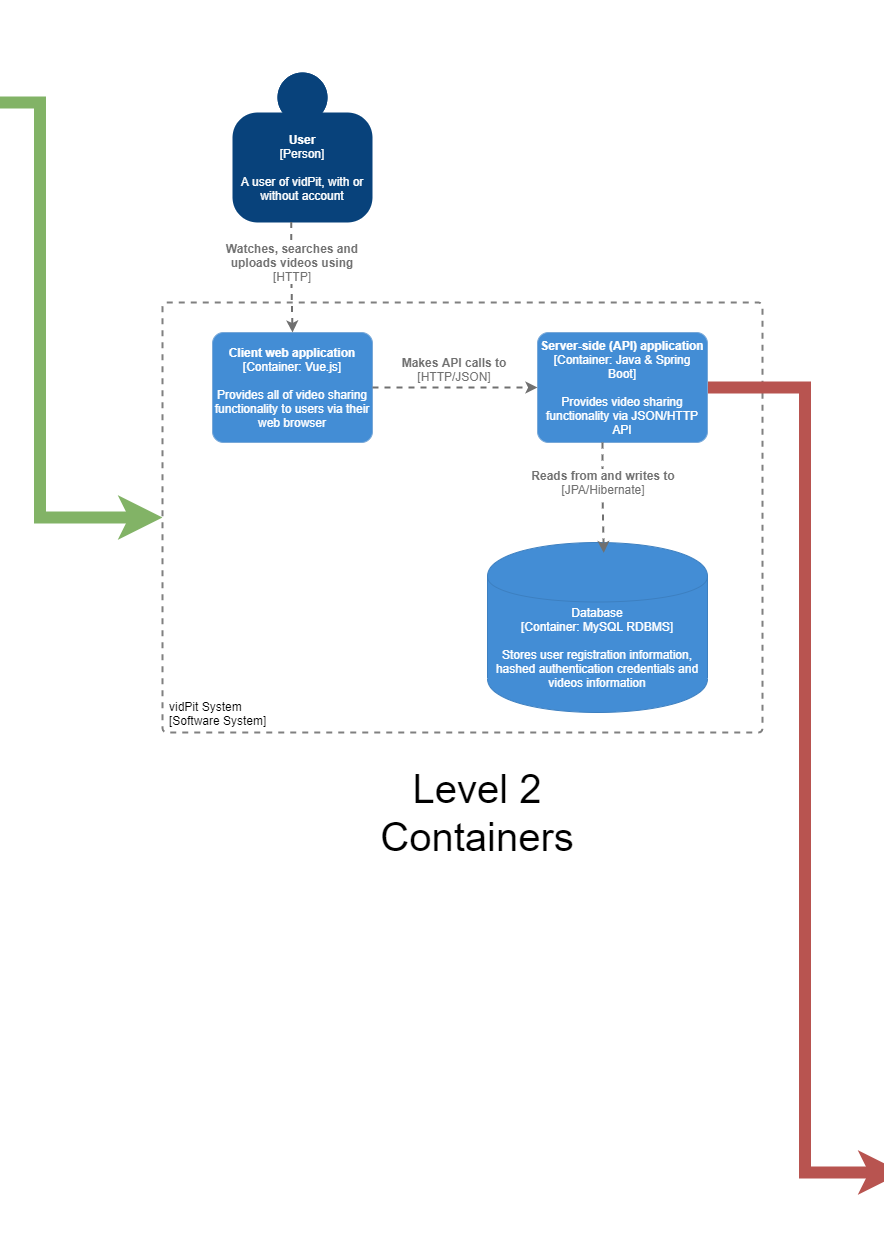 User
[Person]
A user of vidPit, with or
without account
Watches, searches and
uploads videos using
[HTTP]
Client web application
[Container: Vue.js]
Provides all of video sharing
functionality to users via their
web browser
Makes API calls to
[HTTP/JSON]
Server-side (API) application
[Container: Java & Spring
Boot]
Provides video sharing
functionality via JSON/HTTP
API
Reads from and writes to
[JPA/Hibernate]
Database
[Container: MySQL RDBMS]
Stores user registration information,
hashed authentication credentials and
videos information
vidPit System
[Software System]
Level 2
Containers